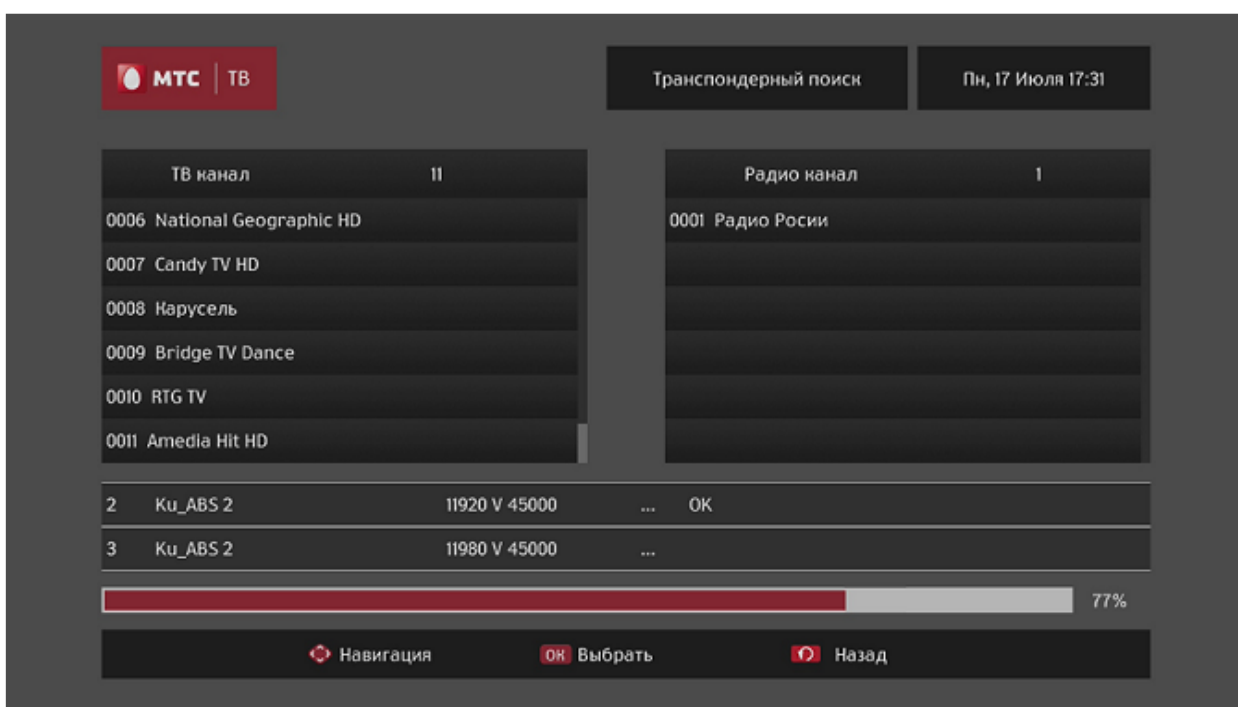 МТС | ТВ
Транспондерный поиск
Пн, 17 Июля 17:31
ТВ канал 11
Радио канал 1
0006 National Geographic HD
0001 Радио Росии
0007 Candy TV HD
0008 Карусель
0009 Bridge TV Dance
0010 RTG TV
0011 Amedia Hit HD
2 Ku_ABS 2 11920 V 45000 ... OK
3 Ku_ABS 2 11980 V 45000 ...
77%
Навигация
ОК Выбрать
Назад